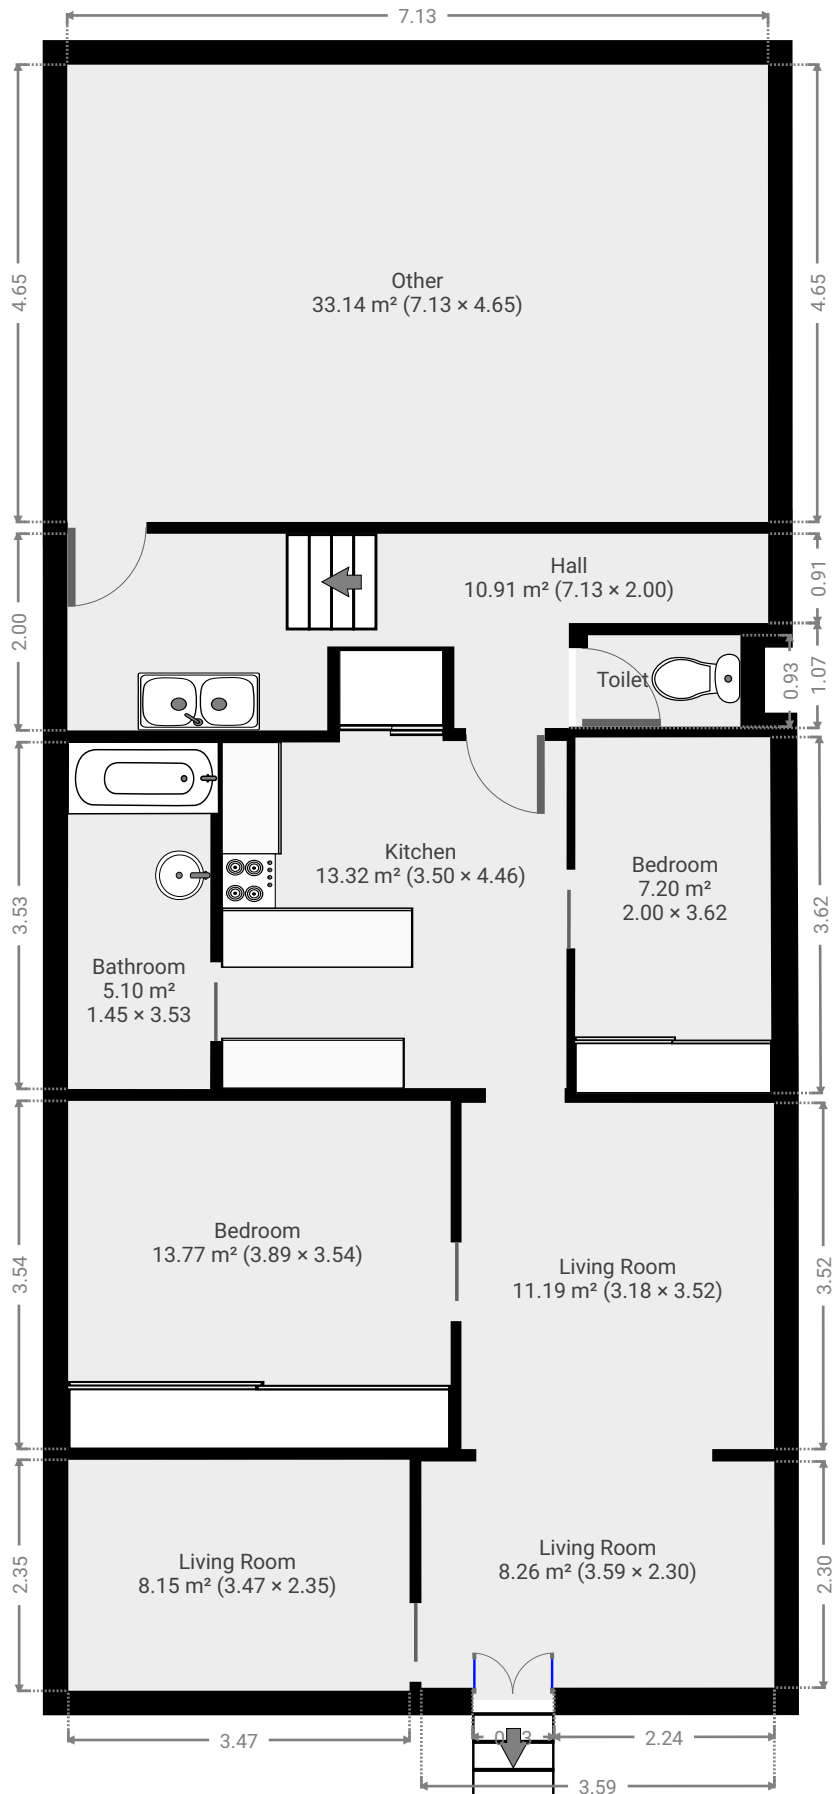 7.13
4.65
4.65
Other
33.14 m² (7.13 × 4.65)
2.00
Hall
10.91 m² (7.13 × 2.00)
0.91
Toilet
0.93
1.07
3.53
Kitchen
13.32 m² (3.50 × 4.46)
Bedroom
7.20 m²
2.00 × 3.62
3.62
Bathroom
5.10 m²
1.45 × 3.53
3.54
Bedroom
13.77 m² (3.89 × 3.54)
Living Room
11.19 m² (3.18 × 3.52)
3.52
2.35
Living Room
8.15 m² (3.47 × 2.35)
Living Room
8.26 m² (3.59 × 2.30)
2.30
3.47
2.24
3.59